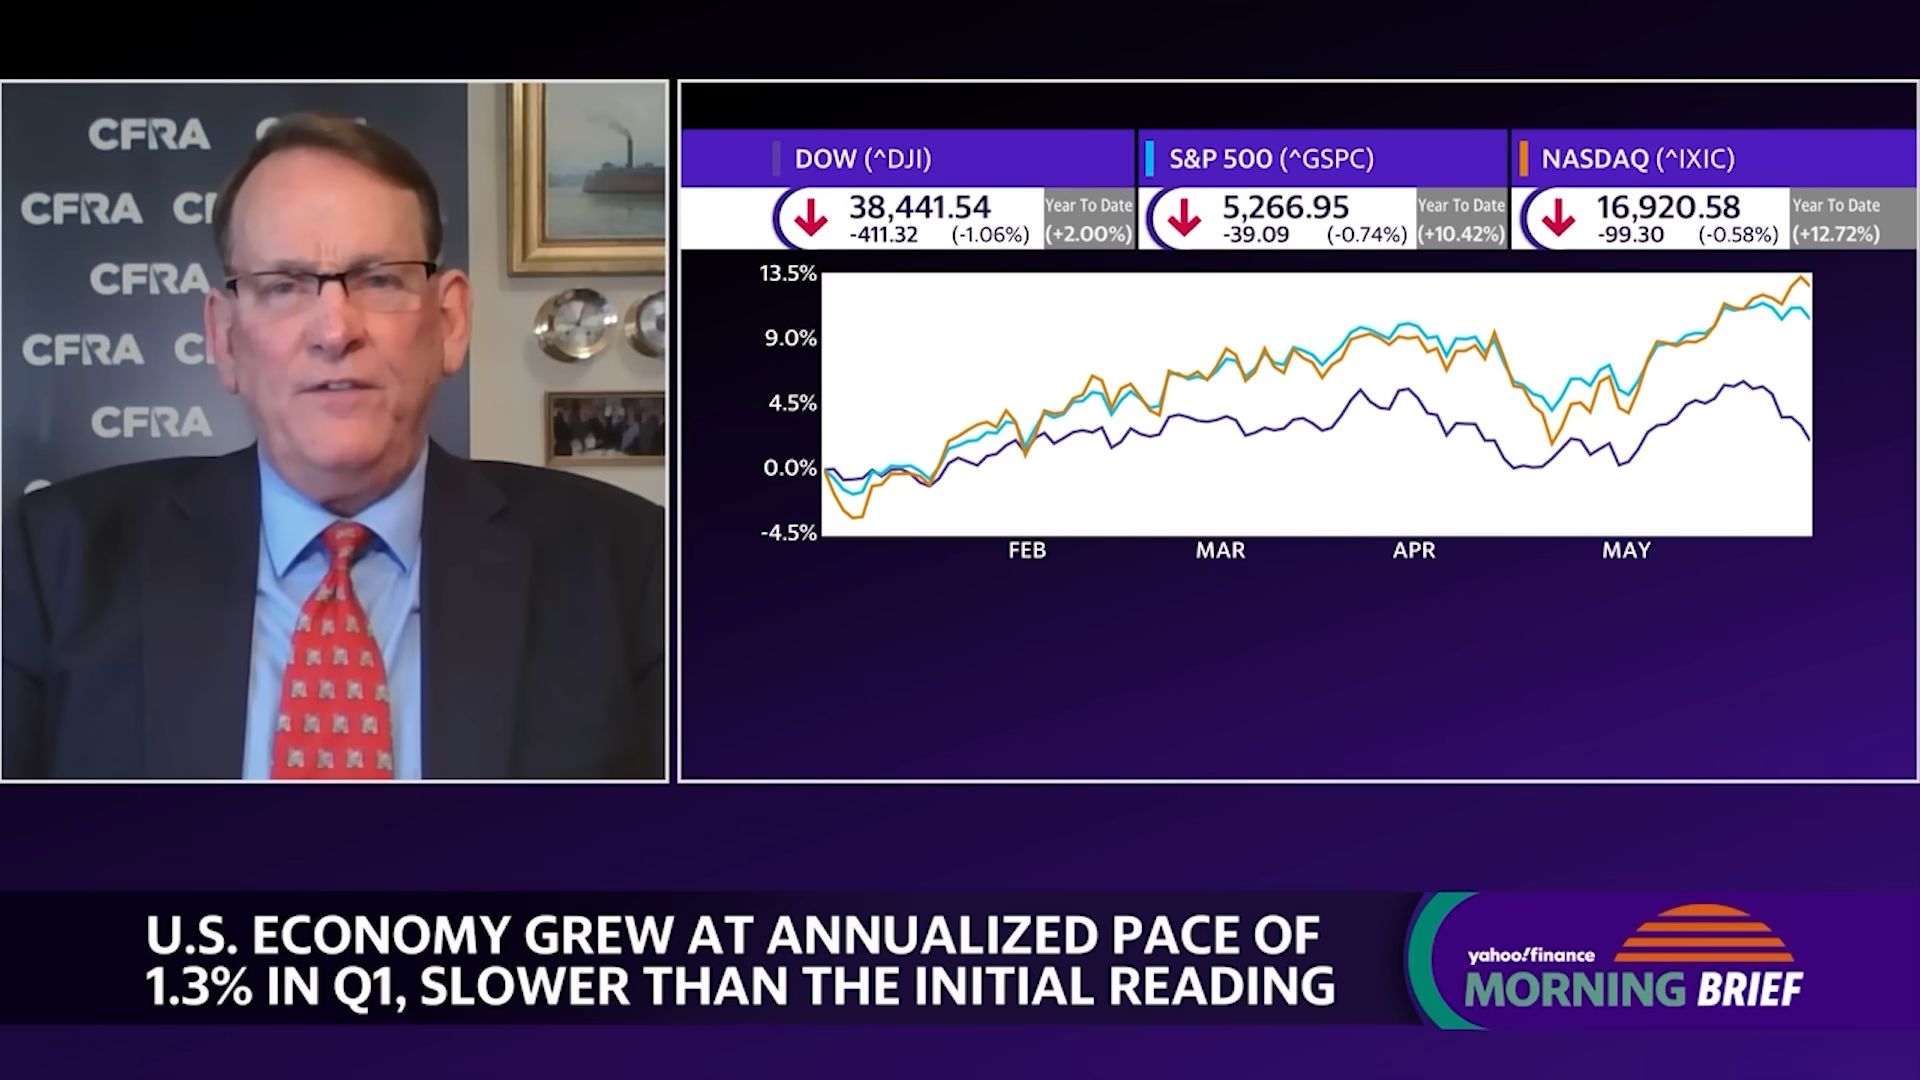 CFRA
CFRA CF
CFRA
CFRA
CFRA
DOW (^DJI)
38,441.54
-411.32 (-1.06%)
Year To Date
(+2.00%)
S&P 500 (^GSPC)
5,266.95
-39.09 (-0.74%)
Year To Date
(+10.42%)
NASDAQ (^IXIC)
16,920.58
-99.30 (-0.58%)
Year To Date
(+12.72%)
13.5%
9.0%
4.5%
0.0%
-4.5%
FEB MAR APR MAY
U.S. ECONOMY GREW AT ANNUALIZED PACE OF
1.3% IN Q1, SLOWER THAN THE INITIAL READING
yahoo!finance
MORNING BRIEF